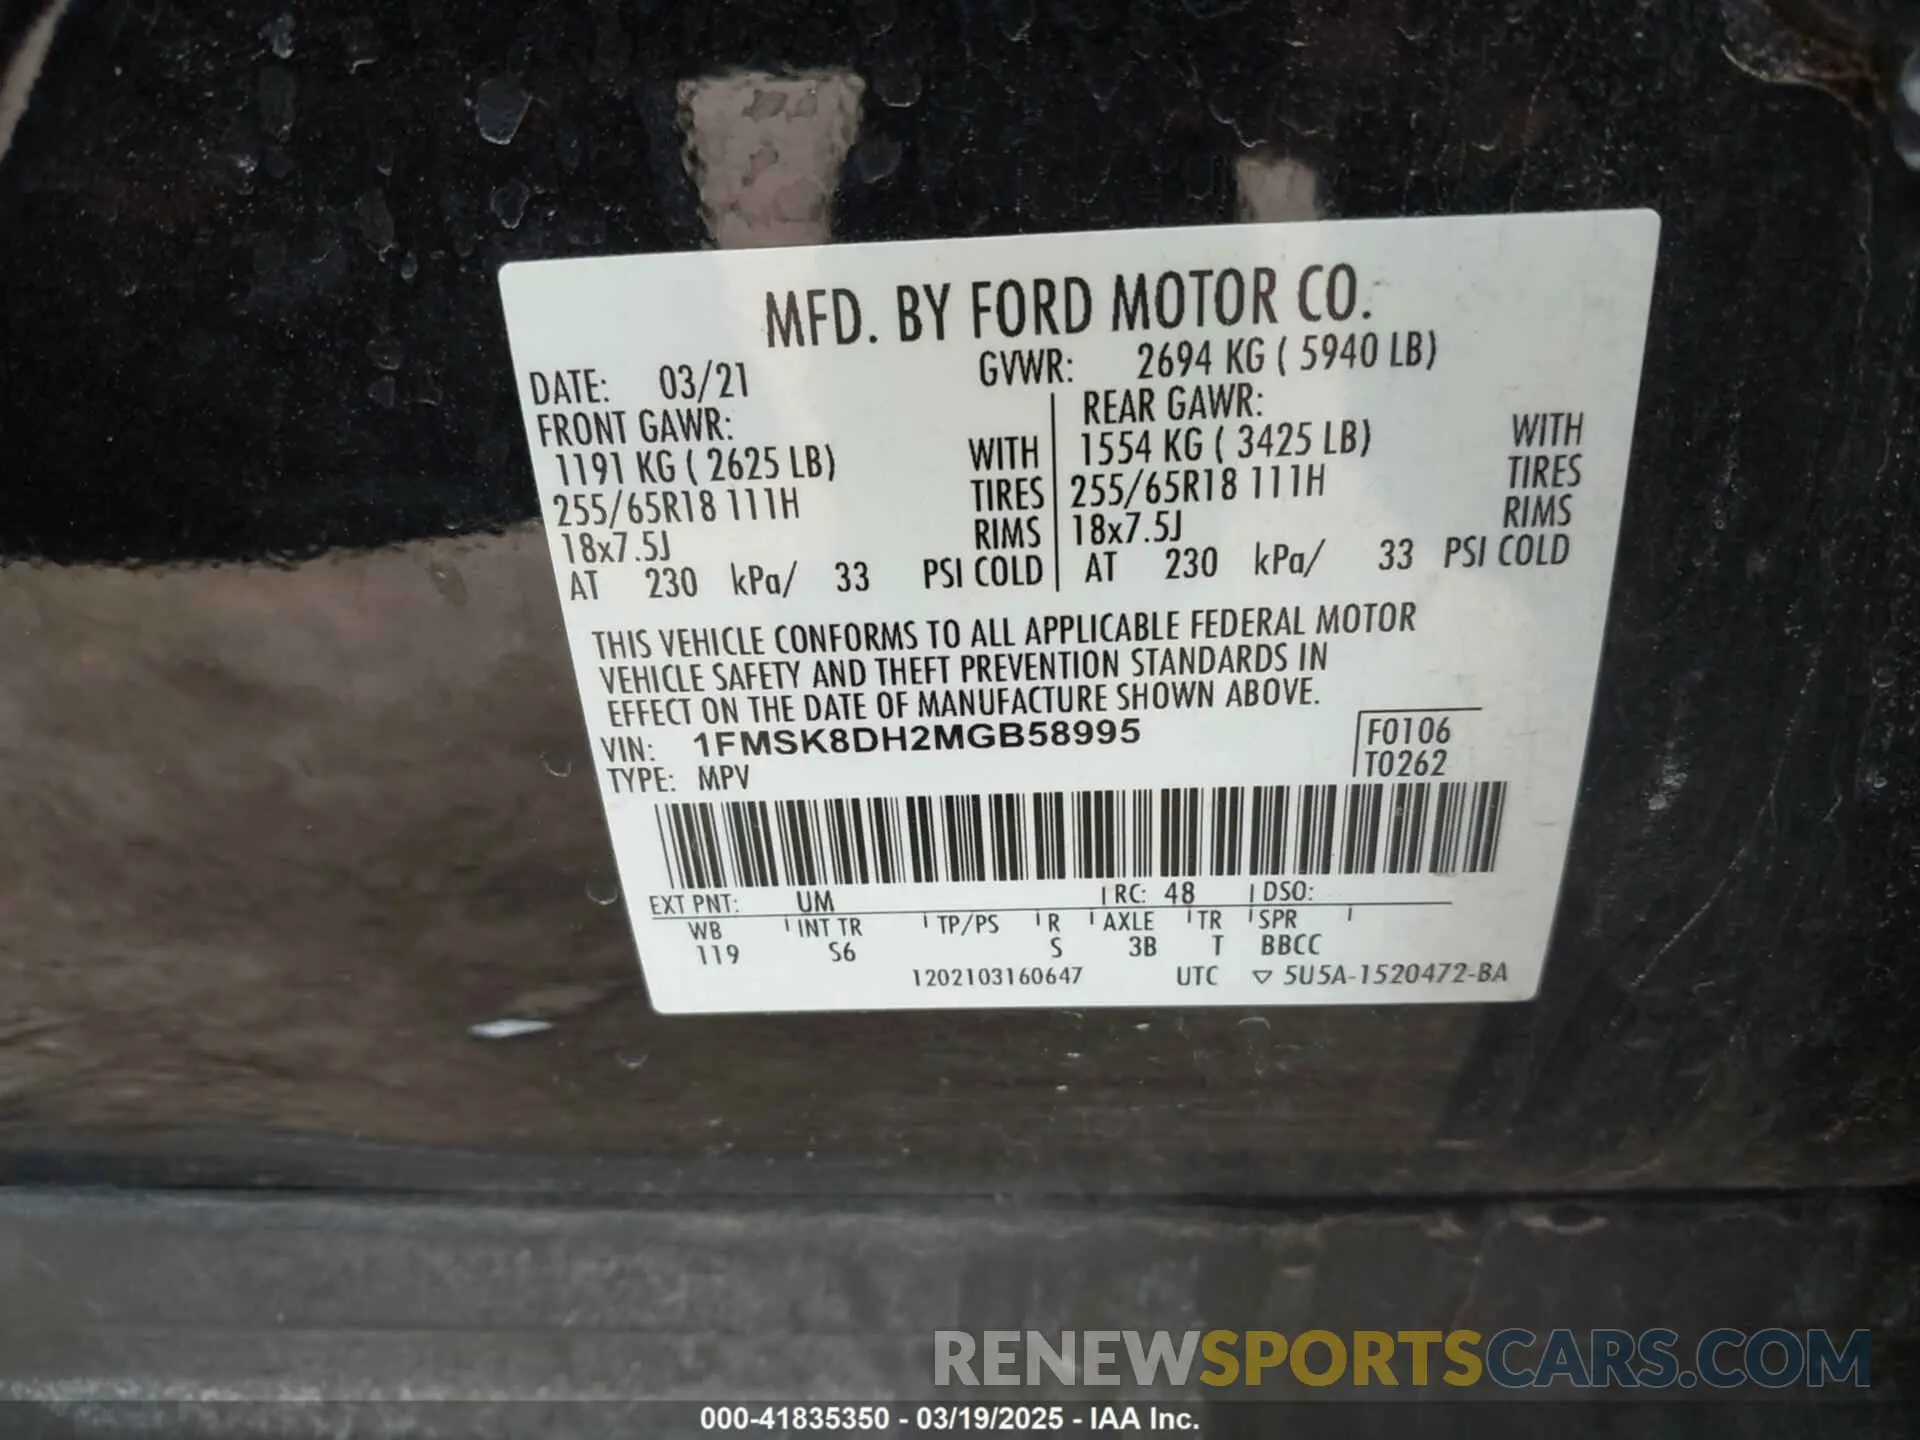 MFD. BY FORD MOTOR CO.
DATE: 03/21 GVWR: 2694 KG ( 5940 LB)
FRONT GAWR: REAR GAWR:
1191 KG ( 2625 LB) WITH 1554 KG ( 3425 LB) WITH
255/65R18 111H TIRES 255/65R18 111H TIRES
18x7.5J RIMS 18x7.5J RIMS
AT 230 kPa/ 33 PSI COLD AT 230 kPa/ 33 PSI COLD
THIS VEHICLE CONFORMS TO ALL APPLICABLE FEDERAL MOTOR
VEHICLE SAFETY AND THEFT PREVENTION STANDARDS IN
EFFECT ON THE DATE OF MANUFACTURE SHOWN ABOVE.
VIN: 1FMSK8DH2MGB58995 F0106
TYPE: MPV T0262
EXT PNT: UM RC: 48 DSO:
WB INT TR TP/PS R AXLE TR SPR
119 S6 S 3B T BBCC
1202103160647 UTC ▽ 5U5A-1520472-BA
RENEWSPORTSCARS.COM
000-41835350 - 03/19/2025 - IAA Inc.